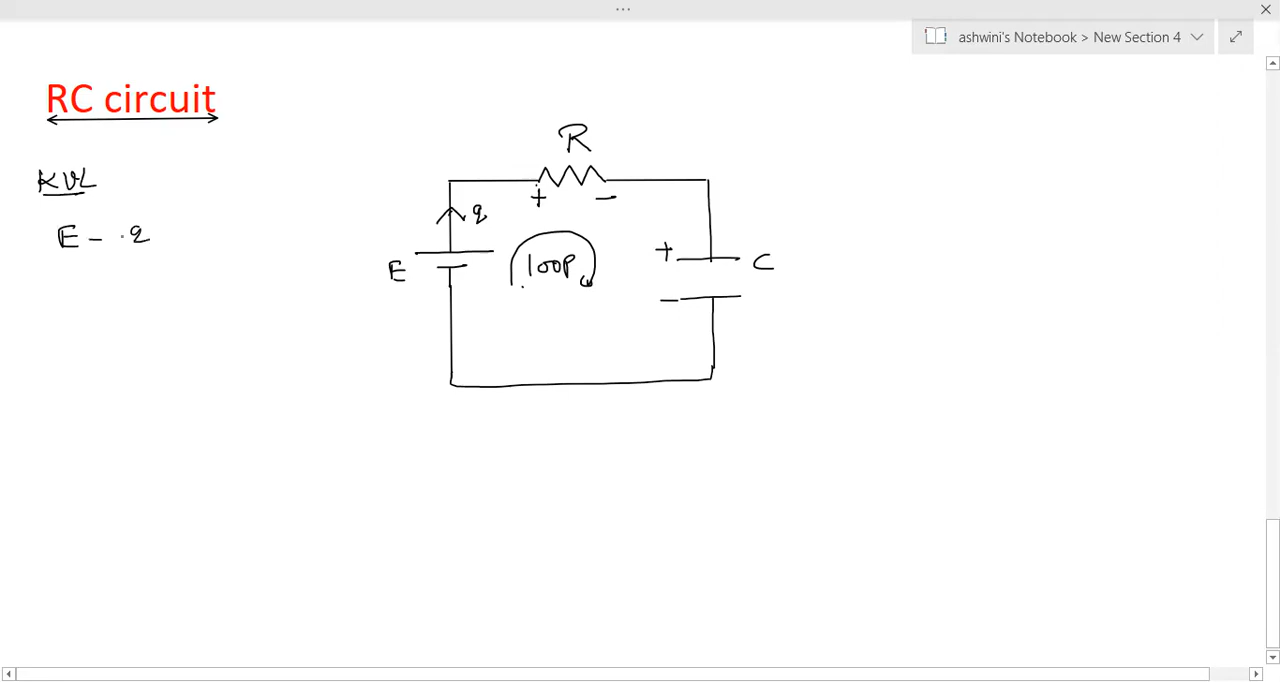 ...
ashwini's Notebook > New Section 4
RC circuit
KVL
E - .q
R
+ -
q
E
loop
+
C
-